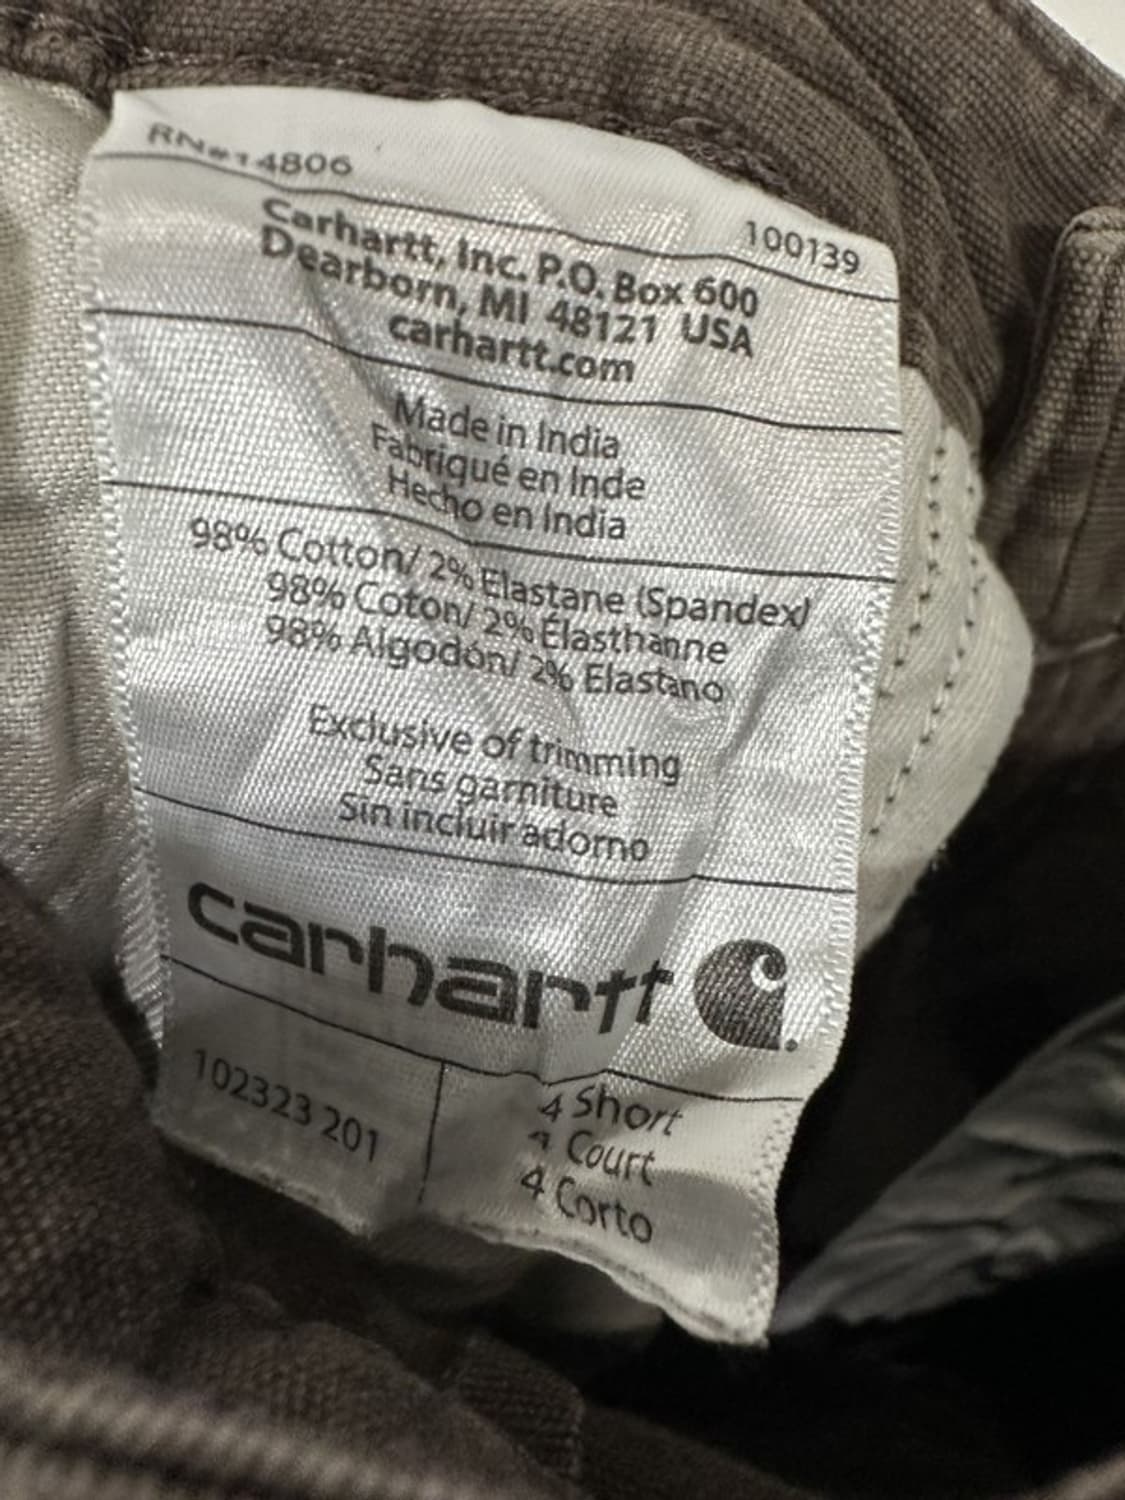 RN#14806
100139
Carhartt, Inc. P.O. Box 600
Dearborn, MI 48121 USA
carhartt.com
Made in India
Fabriqué en Inde
Hecho en India
98% Cotton/ 2% Elastane (Spandex)
98% Coton/ 2% Élasthanne
98% Algodón/ 2% Elastano
Exclusive of trimming
Sans garniture
Sin incluir adorno
carhartt
102323 201
4 Short
4 Court
4 Corto